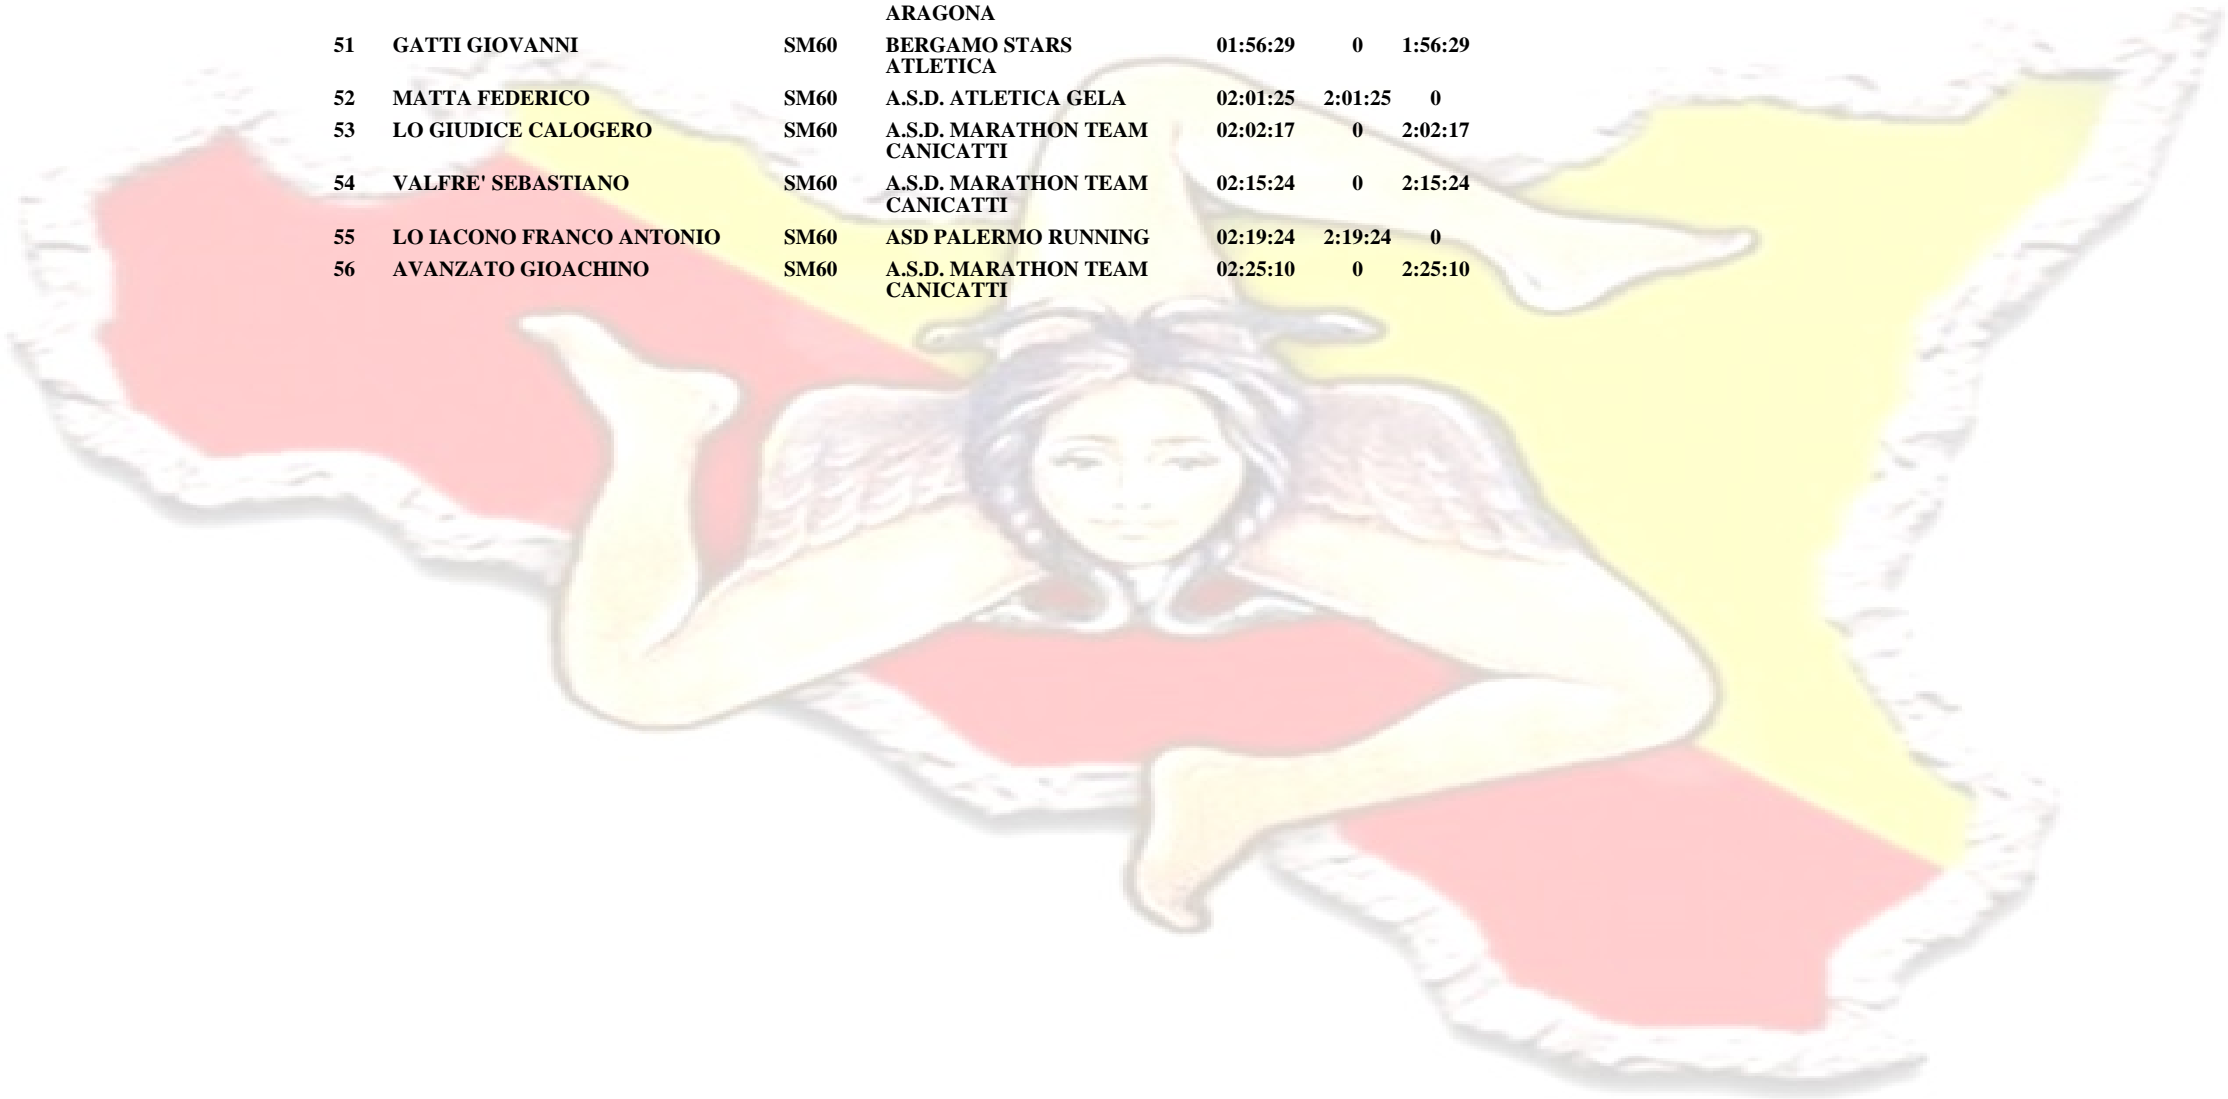 ARAGONA
51 GATTI GIOVANNI SM60 BERGAMO STARS 01:56:29 0 1:56:29
ATLETICA
52 MATTA FEDERICO SM60 A.S.D. ATLETICA GELA 02:01:25 2:01:25 0
53 LO GIUDICE CALOGERO SM60 A.S.D. MARATHON TEAM 02:02:17 0 2:02:17
CANICATTI
54 VALFRE' SEBASTIANO SM60 A.S.D. MARATHON TEAM 02:15:24 0 2:15:24
CANICATTI
55 LO IACONO FRANCO ANTONIO SM60 ASD PALERMO RUNNING 02:19:24 2:19:24 0
56 AVANZATO GIOACHINO SM60 A.S.D. MARATHON TEAM 02:25:10 0 2:25:10
CANICATTI